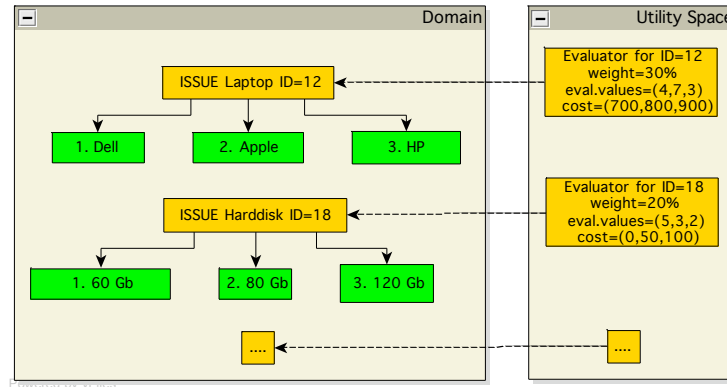 Domain
Utility Space
ISSUE Laptop ID=12
Evaluator for ID=12
weight=30%
eval.values=(4,7,3)
cost=(700,800,900)
1. Dell
2. Apple
3. HP
ISSUE Harddisk ID=18
Evaluator for ID=18
weight=20%
eval.values=(5,3,2)
cost=(0,50,100)
1. 60 Gb
2. 80 Gb
3. 120 Gb
....
....